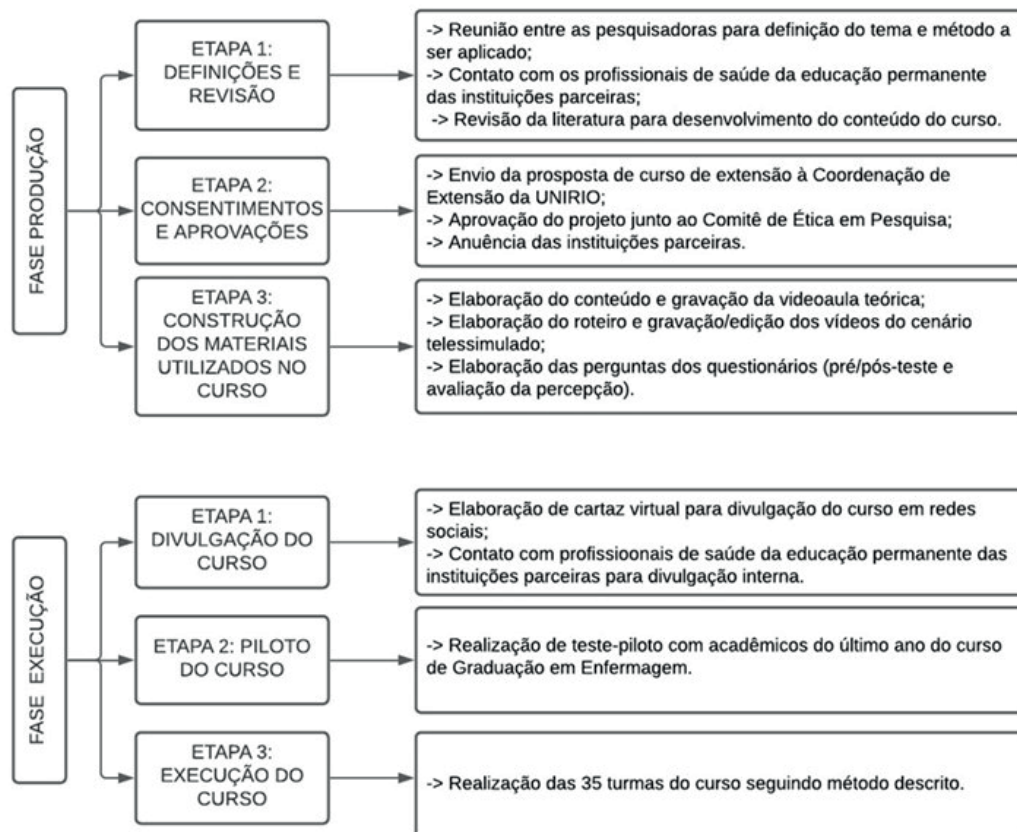 FASE PRODUÇÃO
ETAPA 1:
DEFINIÇÕES E
REVISÃO
-> Reunião entre as pesquisadoras para definição do tema e método a
ser aplicado;
-> Contato com os profissionais de saúde da educação permanente
das instituições parceiras;
-> Revisão da literatura para desenvolvimento do conteúdo do curso.
ETAPA 2:
CONSENTIMENTOS
E APROVAÇÕES
-> Envio da prosposta de curso de extensão à Coordenação de
Extensão da UNIRIO;
-> Aprovação do projeto junto ao Comitê de Ética em Pesquisa;
-> Anuência das instituições parceiras.
ETAPA 3:
CONSTRUÇÃO
DOS MATERIAIS
UTILIZADOS NO
CURSO
-> Elaboração do conteúdo e gravação da videoaula teórica;
-> Elaboração do roteiro e gravação/edição dos vídeos do cenário
telessimulado;
-> Elaboração das perguntas dos questionários (pré/pós-teste e
avaliação da percepção).
FASE EXECUÇÃO
ETAPA 1:
DIVULGAÇÃO DO
CURSO
-> Elaboração de cartaz virtual para divulgação do curso em redes
sociais;
-> Contato com profissioonais de saúde da educação permanente das
instituições parceiras para divulgação interna.
ETAPA 2: PILOTO
DO CURSO
-> Realização de teste-piloto com acadêmicos do último ano do curso
de Graduação em Enfermagem.
ETAPA 3:
EXECUÇÃO DO
CURSO
-> Realização das 35 turmas do curso seguindo método descrito.